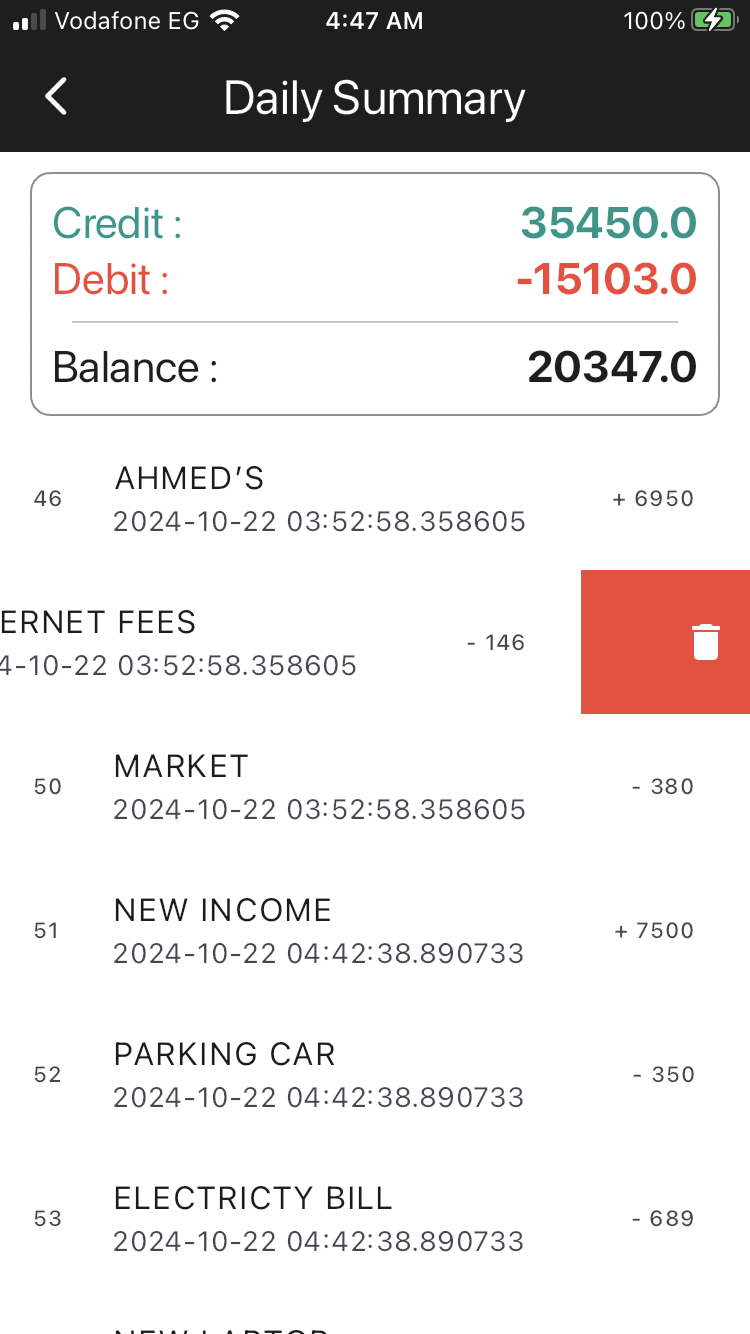 Vodafone EG 4:47 AM 100%
Daily Summary
Credit : 35450.0
Debit : -15103.0
Balance : 20347.0
46 AHMED'S + 6950
2024-10-22 03:52:58.358605
ERNET FEES - 146
4-10-22 03:52:58.358605
50 MARKET - 380
2024-10-22 03:52:58.358605
51 NEW INCOME + 7500
2024-10-22 04:42:38.890733
52 PARKING CAR - 350
2024-10-22 04:42:38.890733
53 ELECTRICTY BILL - 689
2024-10-22 04:42:38.890733
NEW LAPTOP